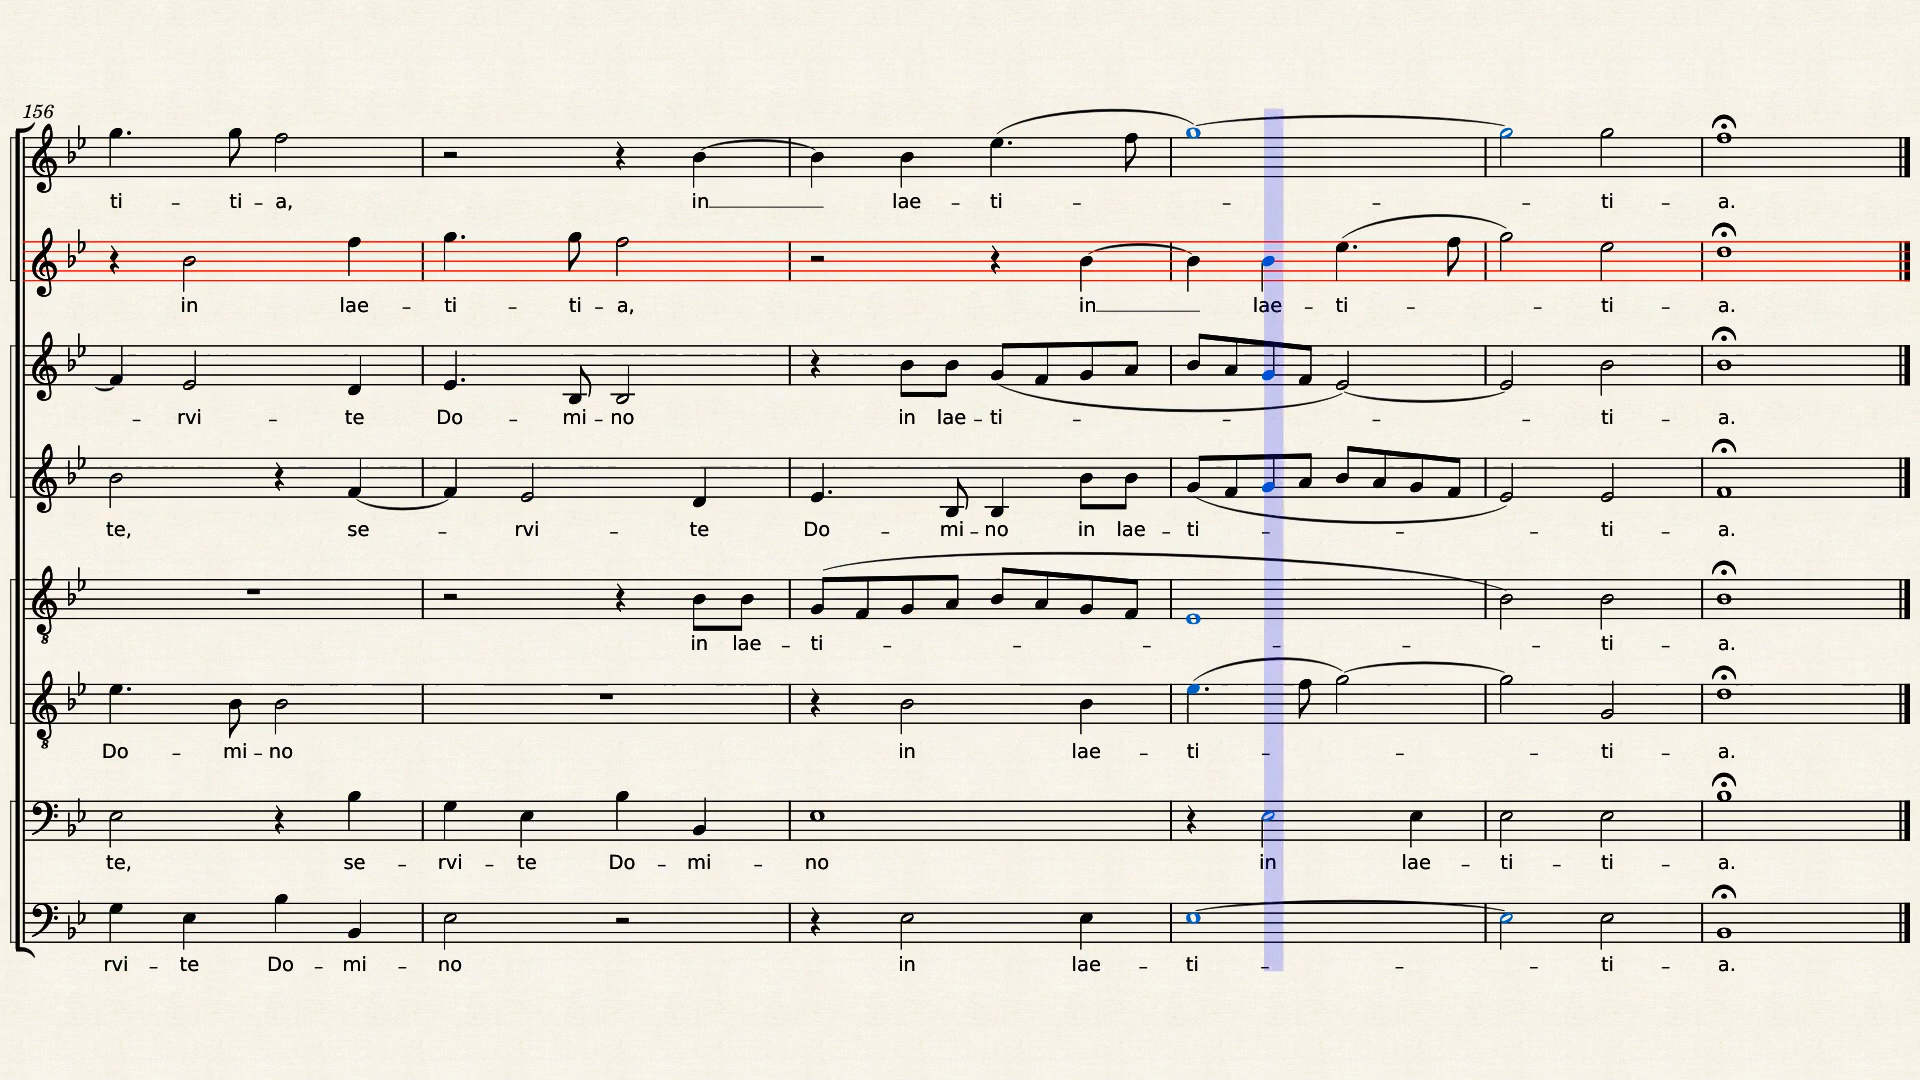 156
ti - ti - a, in lae - ti - - - - ti - a.
in lae - ti - ti - a, in lae - ti - - ti - a.
- rvi - te Do - mi - no in lae - ti - - - - ti - a.
te, se - rvi - te Do - mi - no in lae - ti - - - ti - a.
in lae - ti - - - - - - ti - a.
Do - mi - no in lae - ti - - - ti - a.
te, se - rvi - te Do - mi - no in lae - ti - ti - a.
rvi - te Do - mi - no in lae - ti - - - ti - a.